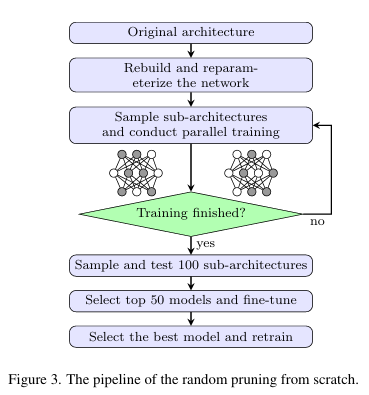 Original architecture
Rebuild and reparam-
eterize the network
Sample sub-architectures
and conduct parallel training
Training finished?
no
yes
Sample and test 100 sub-architectures
Select top 50 models and fine-tune
Select the best model and retrain
Figure 3. The pipeline of the random pruning from scratch.